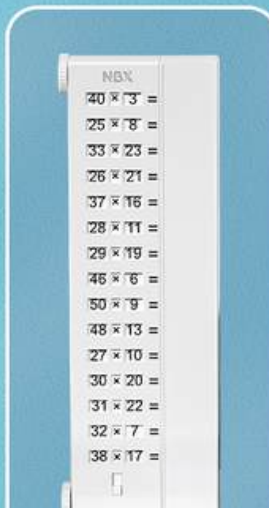 NBX
40 × 3 =
25 × 8 =
33 × 23 =
26 × 21 =
37 × 16 =
28 × 11 =
29 × 19 =
46 × 6 =
50 × 9 =
48 × 13 =
27 × 10 =
30 × 20 =
31 × 22 =
32 × 7 =
38 × 17 =